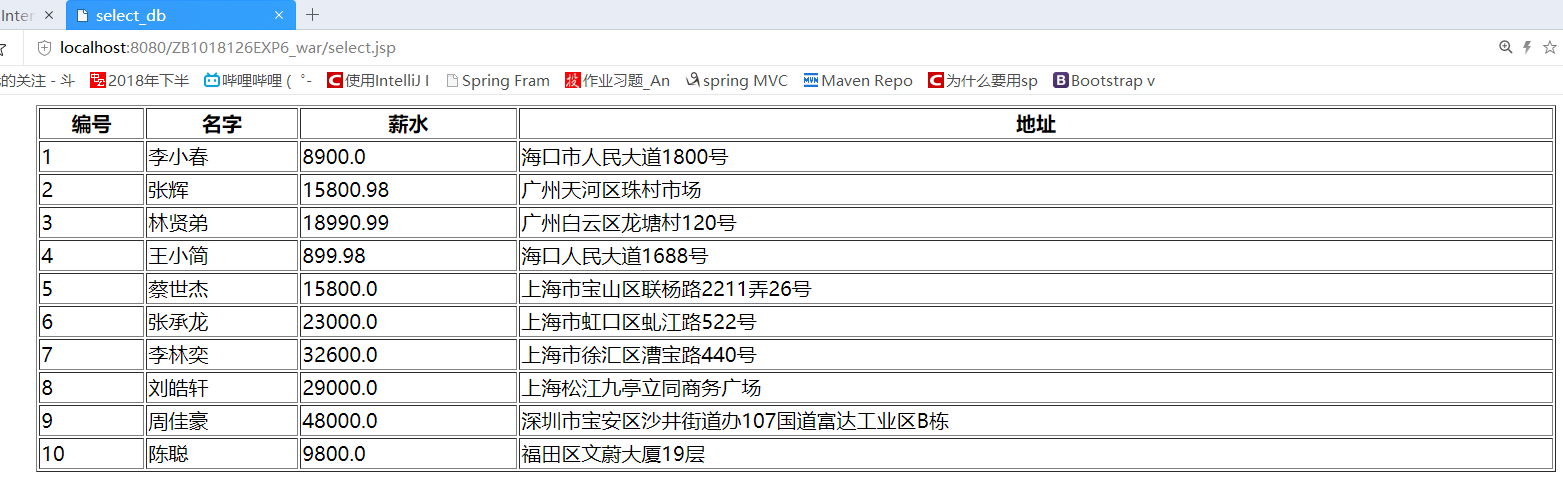 Inter × select_db × +
localhost:8080/ZB1018126EXP6_war/select.jsp
的关注 - 斗 2018年下半 哔哩哔哩 ( ゜- 使用IntelliJ I Spring Fram 作业习题_An spring MVC Maven Repo 为什么要用sp Bootstrap v
编号 名字 薪水 地址
1 李小春 8900.0 海口市人民大道1800号
2 张辉 15800.98 广州天河区珠村市场
3 林贤弟 18990.99 广州白云区龙塘村120号
4 王小简 899.98 海口人民大道1688号
5 蔡世杰 15800.0 上海市宝山区联杨路2211弄26号
6 张承龙 23000.0 上海市虹口区虬江路522号
7 李林奕 32600.0 上海市徐汇区漕宝路440号
8 刘皓轩 29000.0 上海松江九亭立同商务广场
9 周佳豪 48000.0 深圳市宝安区沙井街道办107国道富达工业区B栋
10 陈聪 9800.0 福田区文蔚大厦19层